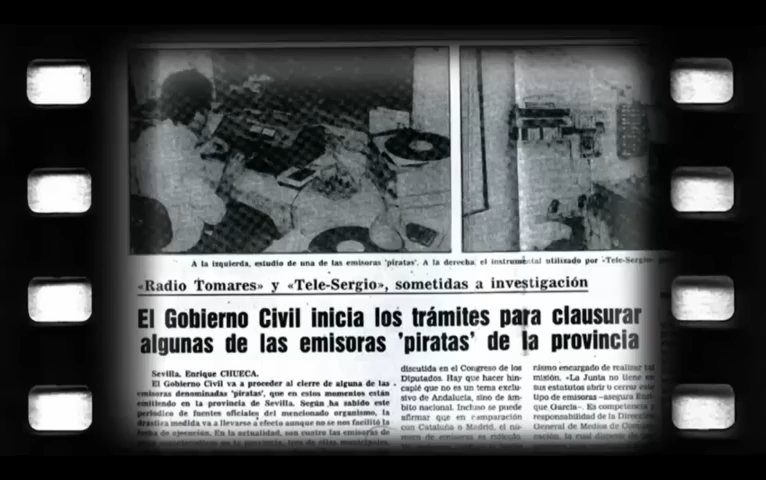 A la izquierda, estudio de una de las emisoras 'piratas'. A la derecha, el instrumental utilizado por «Tele-Sergio»
«Radio Tomares» y «Tele-Sergio», sometidas a investigación
El Gobierno Civil inicia los trámites para clausurar
algunas de las emisoras 'piratas' de la provincia
Sevilla. Enrique CHUECA.
El Gobierno Civil va a proceder al cierre de alguna de las
emisoras denominadas 'piratas', que en estos momentos están
emitiendo en la provincia de Sevilla. Según ha sabido este
periódico de fuentes oficiales del mencionado organismo, la
drástica medida va a llevarse a efecto aunque no se nos facilitó la
fecha de ejecución. En la actualidad, son cuatro las emisoras de
discutida en el Congreso de los
Diputados. Hay que hacer hin-
capié que no es un tema exclu-
sivo de Andalucía, sino de ám-
bito nacional. Incluso se puede
afirmar que en comparación
con Cataluña o Madrid, el nú-
mero de emisoras es ridículo.
nismo encargado de realizar tal
misión. «La Junta no tiene en
sus estatutos abrir o cerrar este
tipo de emisoras –asegura Enri-
que García–. Es competencia y
responsabilidad de la Dirección
General de Medios de Comuni-
cación, la cual dispone de